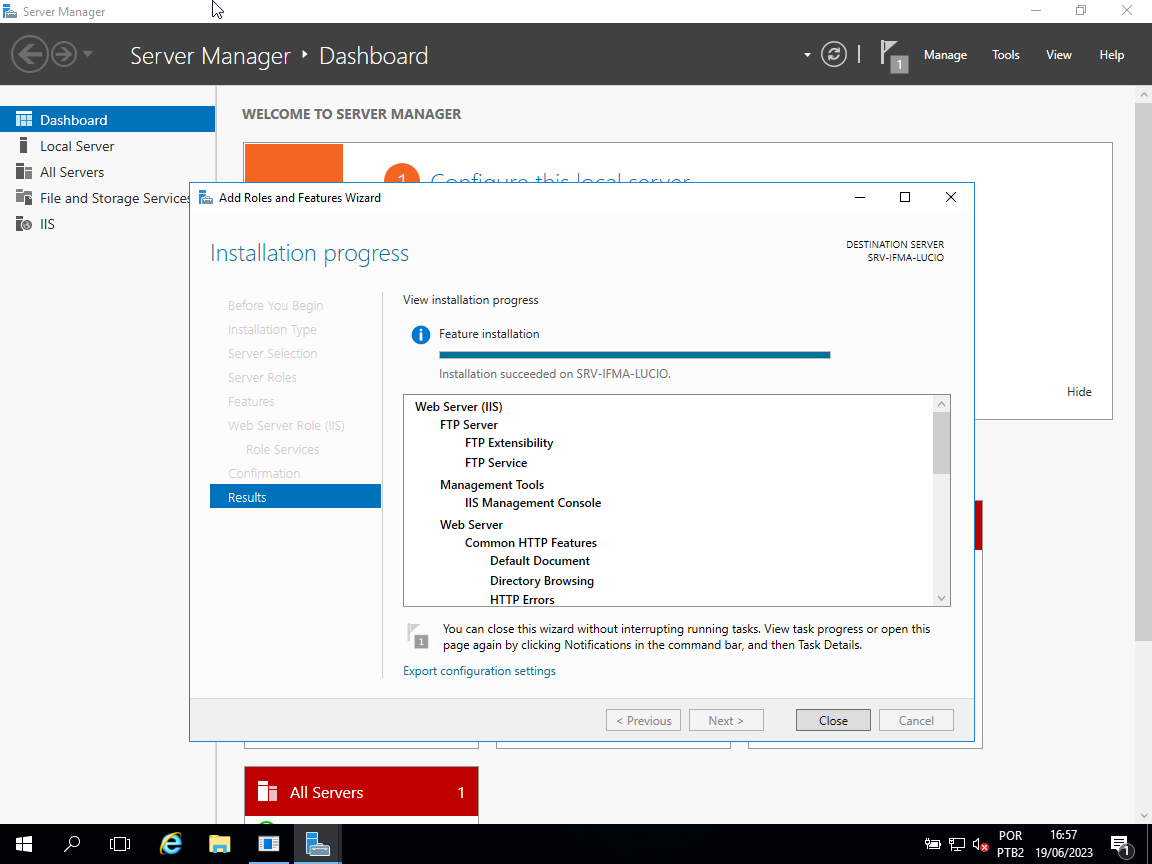 Server Manager
Server Manager ‣ Dashboard
1
Manage
Tools
View
Help
Dashboard
Local Server
All Servers
File and Storage Services
IIS
WELCOME TO SERVER MANAGER
1
Configure this local server
Hide
Add Roles and Features Wizard
Installation progress
DESTINATION SERVER
SRV-IFMA-LUCIO
Before You Begin
Installation Type
Server Selection
Server Roles
Features
Web Server Role (IIS)
Role Services
Confirmation
Results
View installation progress
Feature installation
Installation succeeded on SRV-IFMA-LUCIO.
Web Server (IIS)
FTP Server
FTP Extensibility
FTP Service
Management Tools
IIS Management Console
Web Server
Common HTTP Features
Default Document
Directory Browsing
HTTP Errors
1
You can close this wizard without interrupting running tasks. View task progress or open this
page again by clicking Notifications in the command bar, and then Task Details.
Export configuration settings
< Previous
Next >
Close
Cancel
All Servers
1
POR
PTB2
16:57
19/06/2023
1